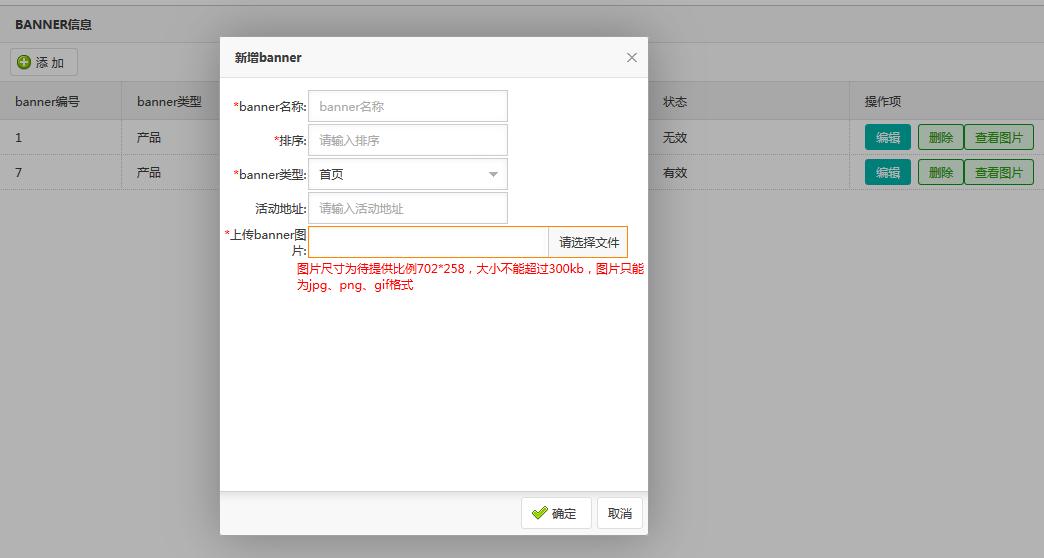 BANNER信息
添 加
banner编号 banner类型 状态 操作项
1 产品 无效 编辑 删除 查看图片
7 产品 有效 编辑 删除 查看图片
新增banner
*banner名称: banner名称
*排序: 请输入排序
*banner类型: 首页
活动地址: 请输入活动地址
*上传banner图
片: 请选择文件
图片尺寸为待提供比例702*258，大小不能超过300kb，图片只能
为jpg、png、gif格式
确定 取消